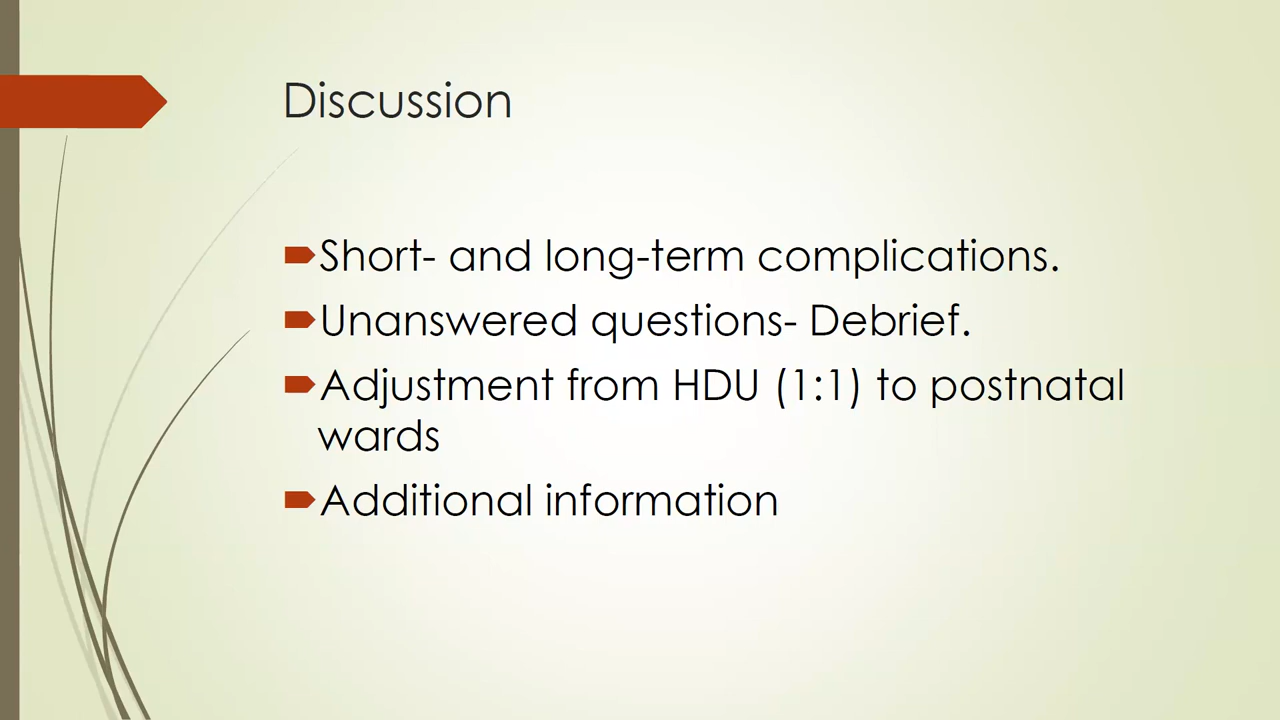 Discussion
Short- and long-term complications.
Unanswered questions- Debrief.
Adjustment from HDU (1:1) to postnatal
wards
Additional information